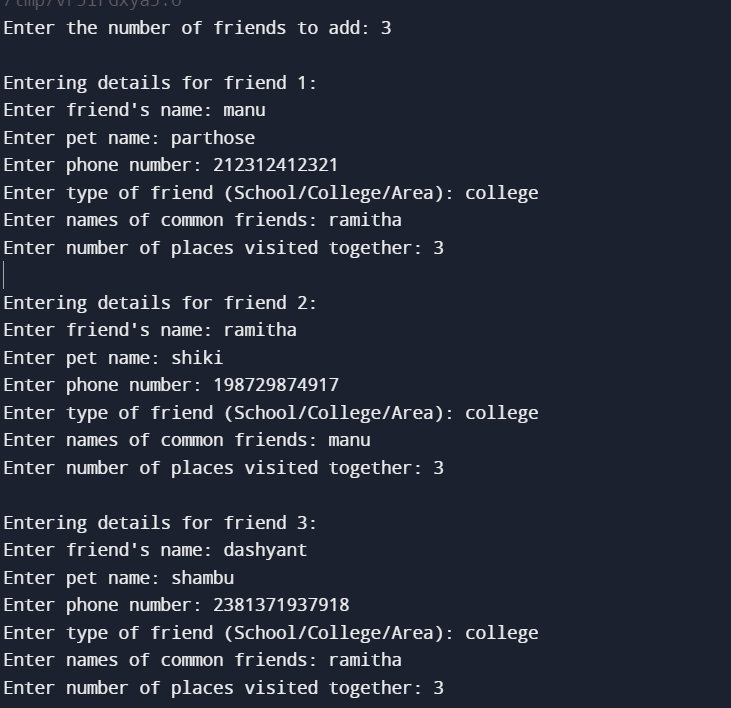 Enter the number of friends to add: 3
Entering details for friend 1:
Enter friend's name: manu
Enter pet name: parthose
Enter phone number: 212312412321
Enter type of friend (School/College/Area): college
Enter names of common friends: ramitha
Enter number of places visited together: 3
Entering details for friend 2:
Enter friend's name: ramitha
Enter pet name: shiki
Enter phone number: 198729874917
Enter type of friend (School/College/Area): college
Enter names of common friends: manu
Enter number of places visited together: 3
Entering details for friend 3:
Enter friend's name: dashyant
Enter pet name: shambu
Enter phone number: 2381371937918
Enter type of friend (School/College/Area): college
Enter names of common friends: ramitha
Enter number of places visited together: 3